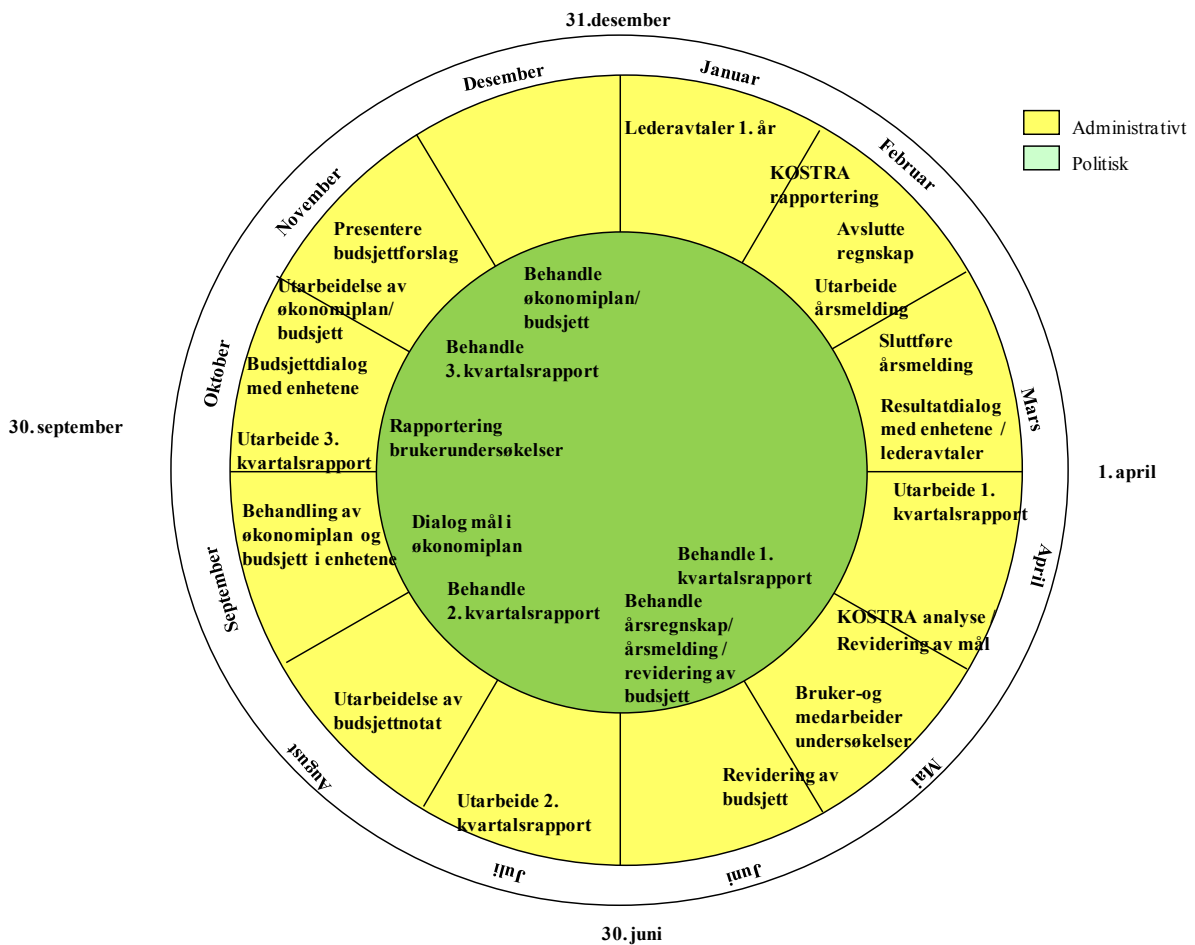 31.desember
Januar
Februar
Mars
April
Mai
Juni
Juli
August
September
Oktober
November
Desember
1.april
30.juni
30.september
Administrativt
Politisk
Lederavtaler 1. år
KOSTRA
rapportering
Avslutte
regnskap
Utarbeide
årsmelding
Sluttføre
årsmelding
Resultatdialog
med enhetene /
lederavtaler
Utarbeide 1.
kvartalsrapport
KOSTRA analyse /
Revidering av mål
Bruker-og
medarbeider
undersøkelser
Revidering av
budsjett
Utarbeide 2.
kvartalsrapport
Utarbeidelse av
budsjettnotat
Behandling av
økonomiplan og
budsjett i enhetene
Utarbeide 3.
kvartalsrapport
Budsjettdialog
med enhetene
Utarbeidelse av
økonomiplan/
budsjett
Presentere
budsjettforslag
Behandle
økonomiplan/
budsjett
Behandle
3. kvartalsrapport
Rapportering
brukerundersøkelser
Dialog mål i
økonomiplan
Behandle
2. kvartalsrapport
Behandle 1.
kvartalsrapport
Behandle
årsregnskap/
årsmelding /
revidering av
budsjett